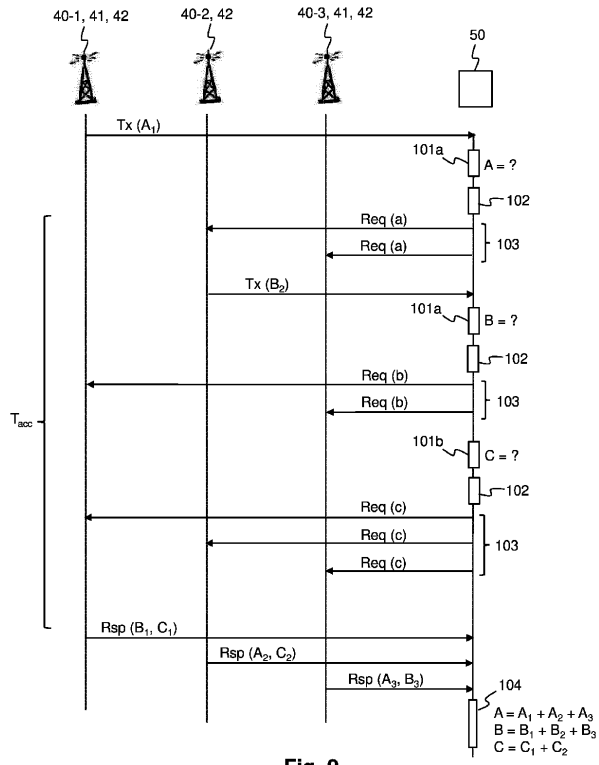 40-1, 41, 42
40-2, 42
40-3, 41, 42
50
Tx (A₁)
101a
A = ?
102
Req (a)
103
Req (a)
Tx (B₂)
101a
B = ?
102
Req (b)
103
Req (b)
Tacc
101b
C = ?
102
Req (c)
Req (c)
103
Req (c)
Rsp (B₁, C₁)
Rsp (A₂, C₂)
Rsp (A₃, B₃)
104
A = A₁ + A₂ + A₃
B = B₁ + B₂ + B₃
C = C₁ + C₂